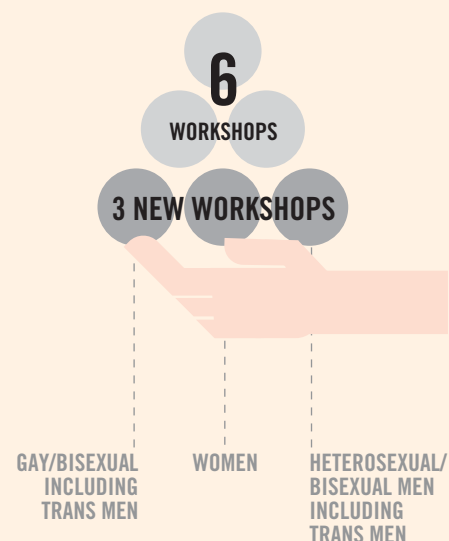 6
WORKSHOPS
3 NEW WORKSHOPS
GAY/BISEXUAL
INCLUDING
TRANS MEN
WOMEN
HETEROSEXUAL/
BISEXUAL MEN
INCLUDING
TRANS MEN